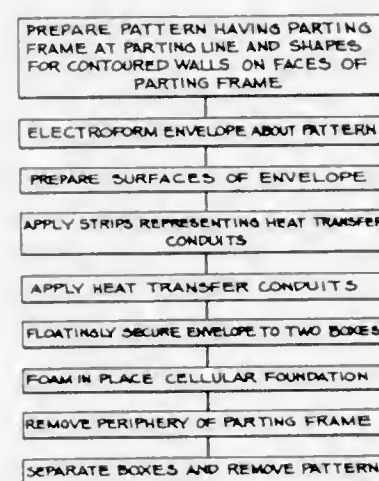 PREPARE PATTERN HAVING PARTING
FRAME AT PARTING LINE AND SHAPES
FOR CONTOURED WALLS ON FACES OF
PARTING FRAME
ELECTROFORM ENVELOPE ABOUT PATTERN
PREPARE SURFACES OF ENVELOPE
APPLY STRIPS REPRESENTING HEAT TRANSFER
CONDUITS
APPLY HEAT TRANSFER CONDUITS
FLOATINGLY SECURE ENVELOPE TO TWO BOXES
FOAM IN PLACE CELLULAR FOUNDATION
REMOVE PERIPHERY OF PARTING FRAME
SEPARATE BOXES AND REMOVE PATTERN